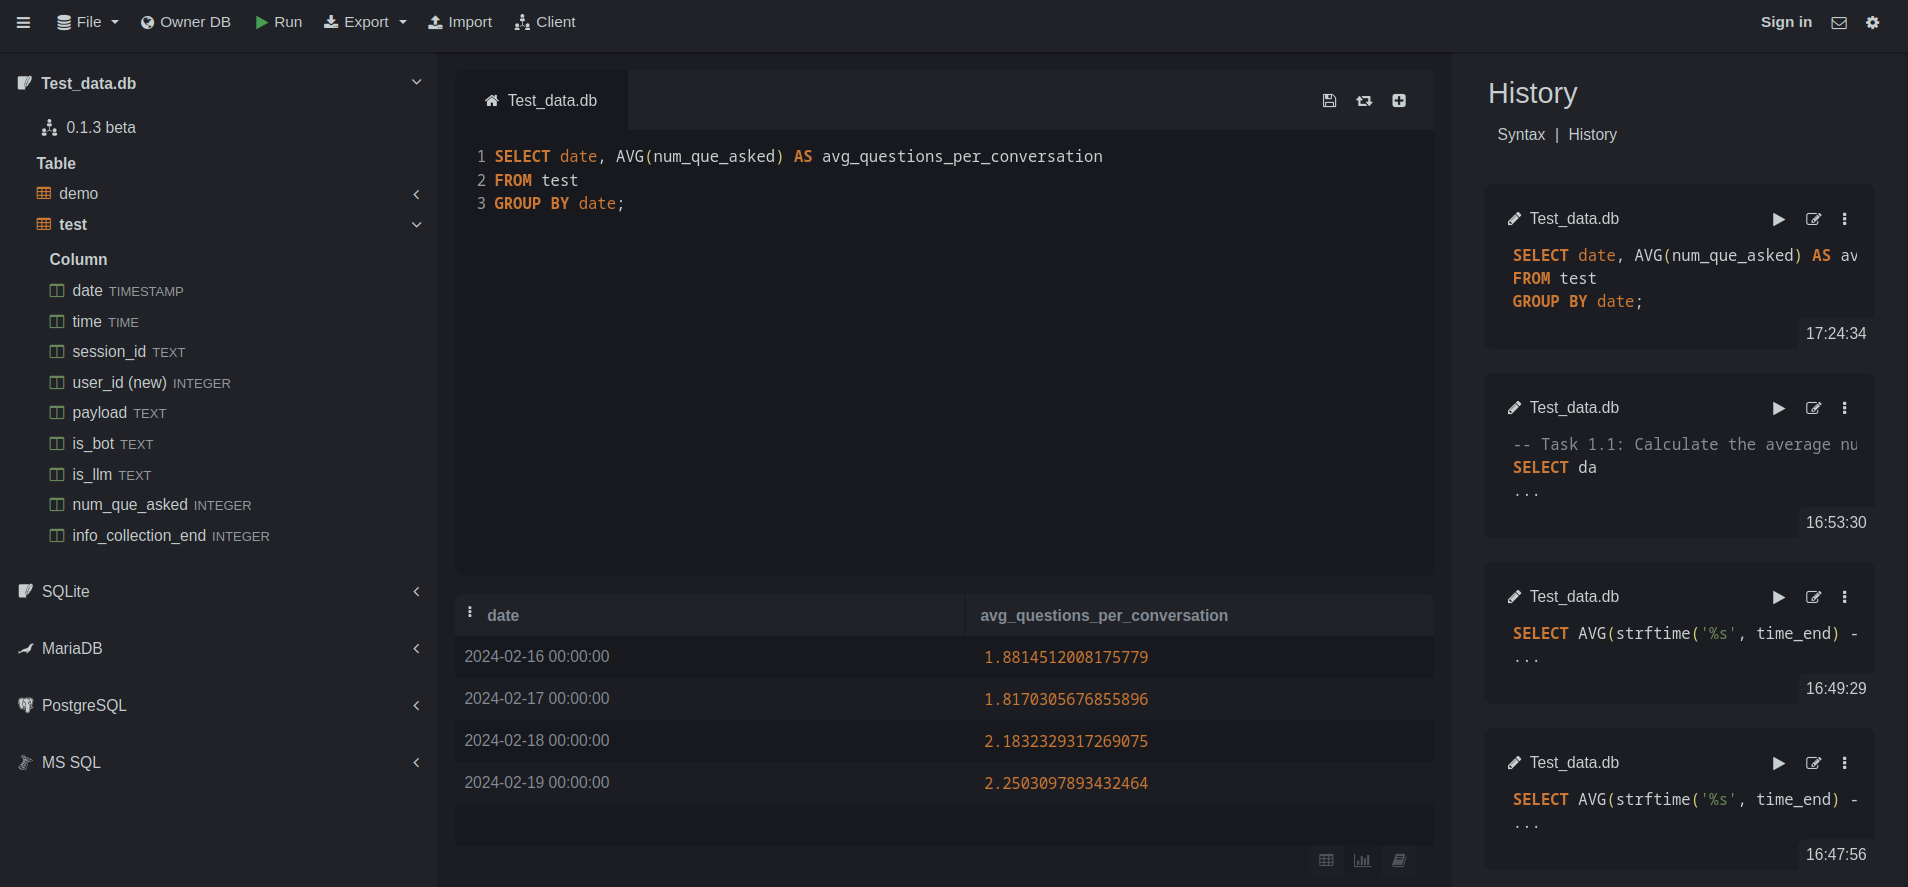 File Owner DB Run Export Import Client Sign in
Test_data.db
0.1.3 beta
Table
demo
test
Column
date TIMESTAMP
time TIME
session_id TEXT
user_id (new) INTEGER
payload TEXT
is_bot TEXT
is_llm TEXT
num_que_asked INTEGER
info_collection_end INTEGER
SQLite
MariaDB
PostgreSQL
MS SQL
Test_data.db
1 SELECT date, AVG(num_que_asked) AS avg_questions_per_conversation
2 FROM test
3 GROUP BY date;
date avg_questions_per_conversation
2024-02-16 00:00:00 1.8814512008175779
2024-02-17 00:00:00 1.8170305676855896
2024-02-18 00:00:00 2.1832329317269075
2024-02-19 00:00:00 2.2503097893432464
History
Syntax | History
Test_data.db
SELECT date, AVG(num_que_asked) AS av
FROM test
GROUP BY date;
17:24:34
Test_data.db
-- Task 1.1: Calculate the average nu
SELECT da
...
16:53:30
Test_data.db
SELECT AVG(strftime('%s', time_end) -
...
16:49:29
Test_data.db
SELECT AVG(strftime('%s', time_end) -
...
16:47:56